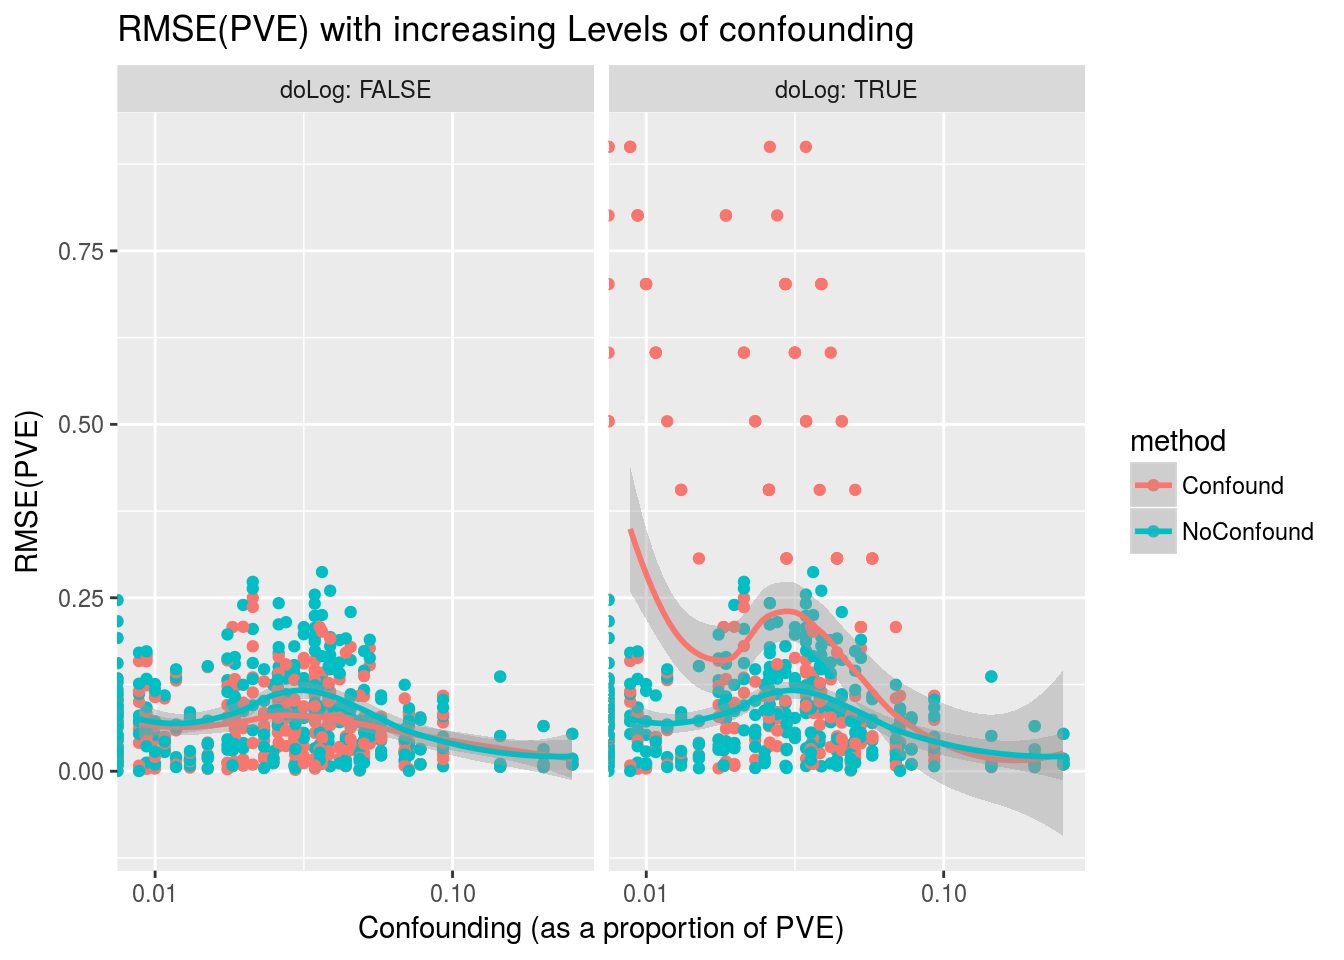 RMSE(PVE) with increasing Levels of confounding
doLog: FALSE
doLog: TRUE
0.75
0.50
0.25
0.00
RMSE(PVE)
0.01
0.10
0.01
0.10
Confounding (as a proportion of PVE)
method
Confound
NoConfound